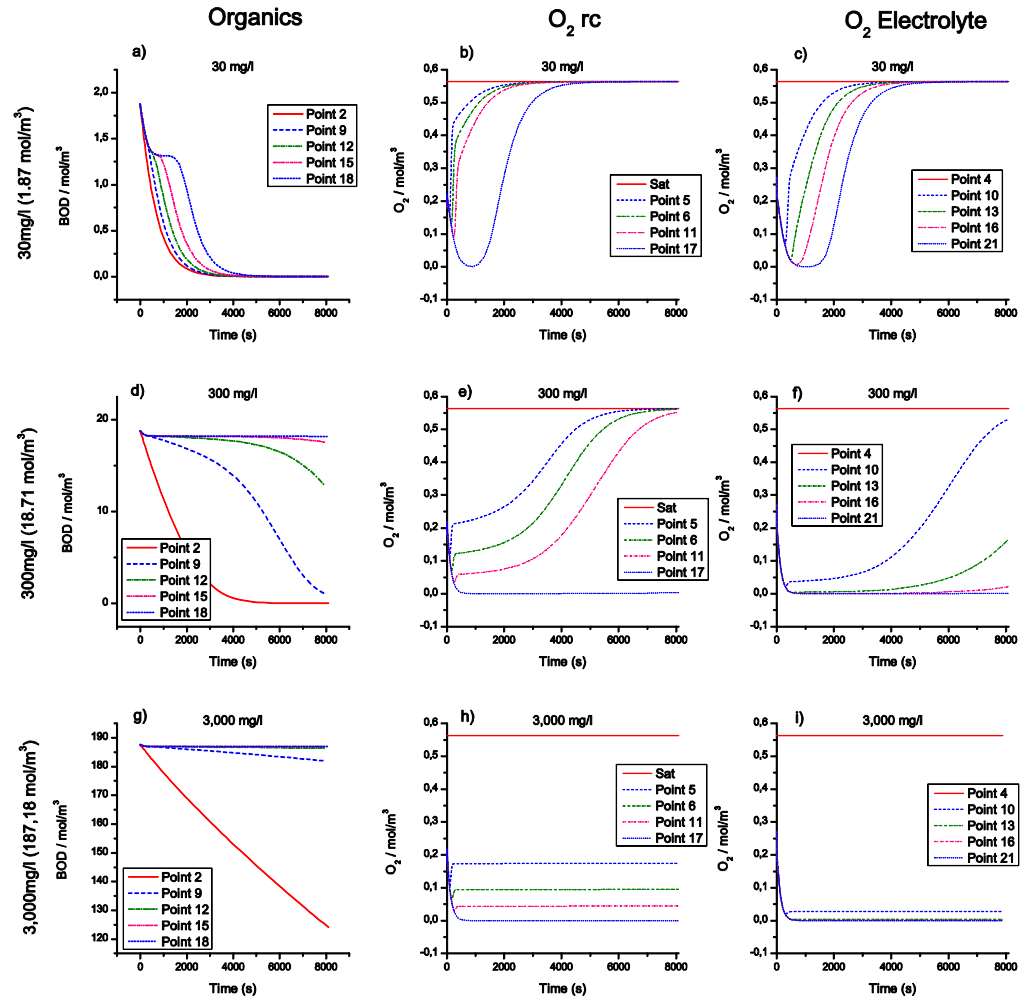 Organics
O2 rc
O2 Electrolyte
30mg/l (1.87 mol/m3)
a)
30 mg/l
BOD / mol/m3
2,0
1,5
1,0
0,5
0,0
0 2000 4000 6000 8000
Time (s)
Point 2
Point 9
Point 12
Point 15
Point 18
b)
30 mg/l
O2 / mol/m3
0,6
0,5
0,4
0,3
0,2
0,1
0,0
-0,1
0 2000 4000 6000 8000
Time (s)
Sat
Point 5
Point 6
Point 11
Point 17
c)
30 mg/l
O2 / mol/m3
0,6
0,5
0,4
0,3
0,2
0,1
0,0
-0,1
0 2000 4000 6000 8000
Time (s)
Point 4
Point 10
Point 13
Point 16
Point 21
300mg/l (18.71 mol/m3)
d)
300 mg/l
BOD / mol/m3
20
10
0
0 2000 4000 6000 8000
Time (s)
Point 2
Point 9
Point 12
Point 15
Point 18
e)
300 mg/l
O2 / mol/m3
0,6
0,5
0,4
0,3
0,2
0,1
0,0
-0,1
0 2000 4000 6000 8000
Time (s)
Sat
Point 5
Point 6
Point 11
Point 17
f)
300 mg/l
O2 / mol/m3
0,6
0,5
0,4
0,3
0,2
0,1
0,0
-0,1
0 2000 4000 6000 8000
Time (s)
Point 4
Point 10
Point 13
Point 16
Point 21
3,000mg/l (187,18 mol/m3)
g)
3,000 mg/l
BOD / mol/m3
190
180
170
160
150
140
130
120
0 2000 4000 6000 8000
Time (s)
Point 2
Point 9
Point 12
Point 15
Point 18
h)
3,000 mg/l
O2 / mol/m3
0,6
0,5
0,4
0,3
0,2
0,1
0,0
-0,1
0 2000 4000 6000 8000
Time (s)
Sat
Point 5
Point 6
Point 11
Point 17
i)
3,000 mg/l
O2 / mol/m3
0,6
0,5
0,4
0,3
0,2
0,1
0,0
-0,1
0 2000 4000 6000 8000
Time (s)
Point 4
Point 10
Point 13
Point 16
Point 21